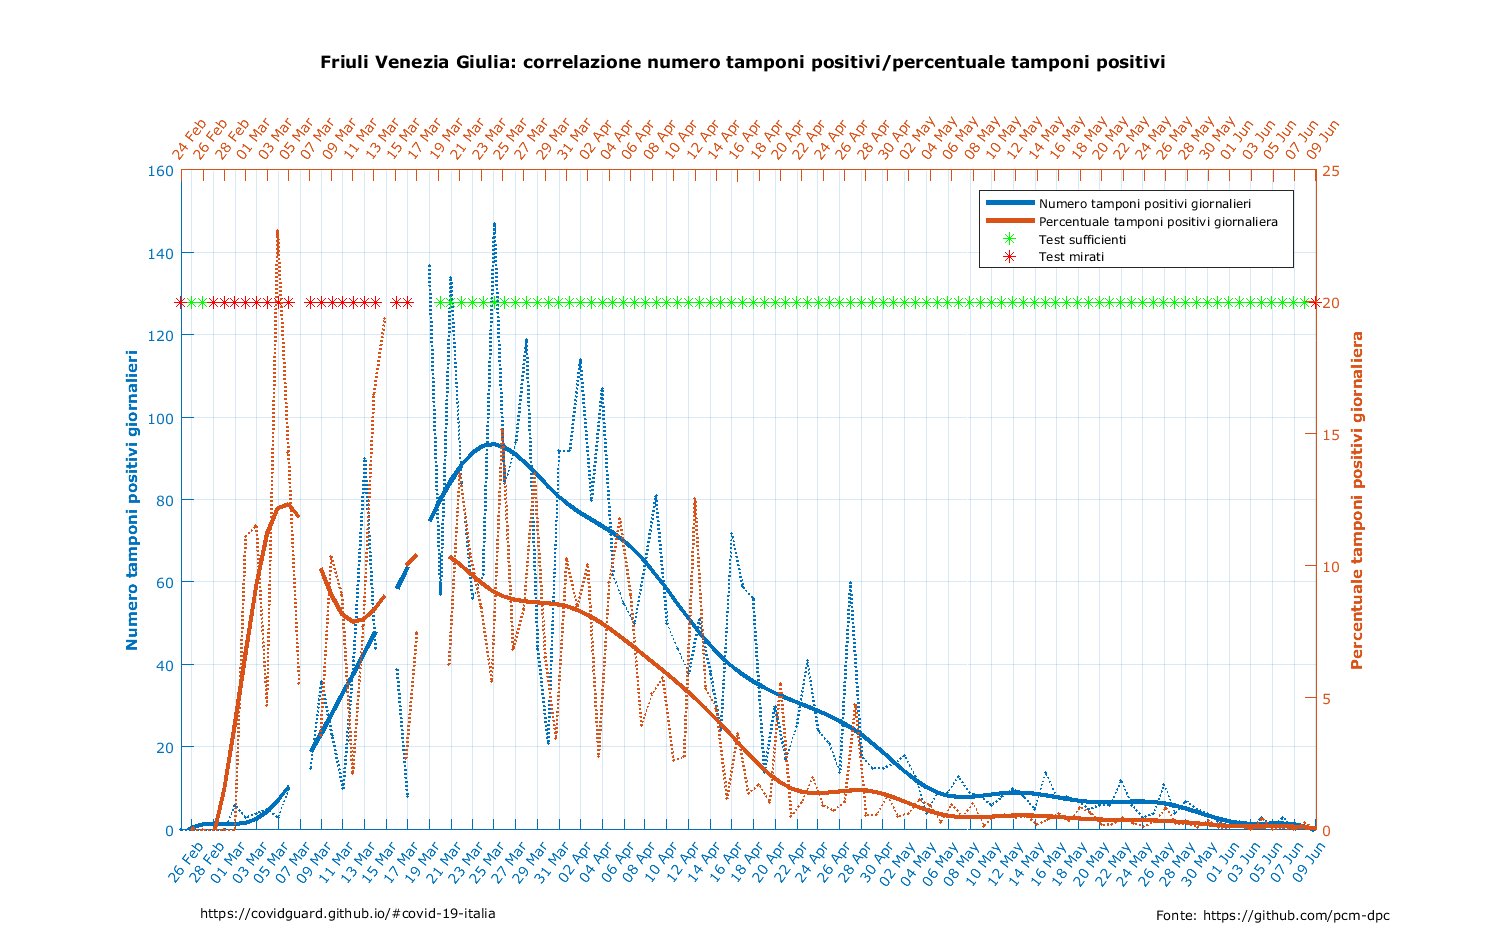 Friuli Venezia Giulia: correlazione numero tamponi positivi/percentuale tamponi positivi
24 Feb 26 Feb 28 Feb 01 Mar 03 Mar 05 Mar 07 Mar 09 Mar 11 Mar 13 Mar 15 Mar 17 Mar 19 Mar 21 Mar 23 Mar 25 Mar 27 Mar 29 Mar 31 Mar 02 Apr 04 Apr 06 Apr 08 Apr 10 Apr 12 Apr 14 Apr 16 Apr 18 Apr 20 Apr 22 Apr 24 Apr 26 Apr 28 Apr 30 Apr 02 May 04 May 06 May 08 May 10 May 12 May 14 May 16 May 18 May 20 May 22 May 24 May 26 May 28 May 30 May 01 Jun 03 Jun 05 Jun 07 Jun 09 Jun
160
140
120
100
80
60
40
20
0
Numero tamponi positivi giornalieri
Numero tamponi positivi giornalieri
Percentuale tamponi positivi giornaliera
Test sufficienti
Test mirati
25
20
15
10
5
0
Percentuale tamponi positivi giornaliera
26 Feb 28 Feb 01 Mar 03 Mar 05 Mar 07 Mar 09 Mar 11 Mar 13 Mar 15 Mar 17 Mar 19 Mar 21 Mar 23 Mar 25 Mar 27 Mar 29 Mar 31 Mar 02 Apr 04 Apr 06 Apr 08 Apr 10 Apr 12 Apr 14 Apr 16 Apr 18 Apr 20 Apr 22 Apr 24 Apr 26 Apr 28 Apr 30 Apr 02 May 04 May 06 May 08 May 10 May 12 May 14 May 16 May 18 May 20 May 22 May 24 May 26 May 28 May 30 May 01 Jun 03 Jun 05 Jun 07 Jun 09 Jun
https://covidguard.github.io/#covid-19-italia
Fonte: https://github.com/pcm-dpc